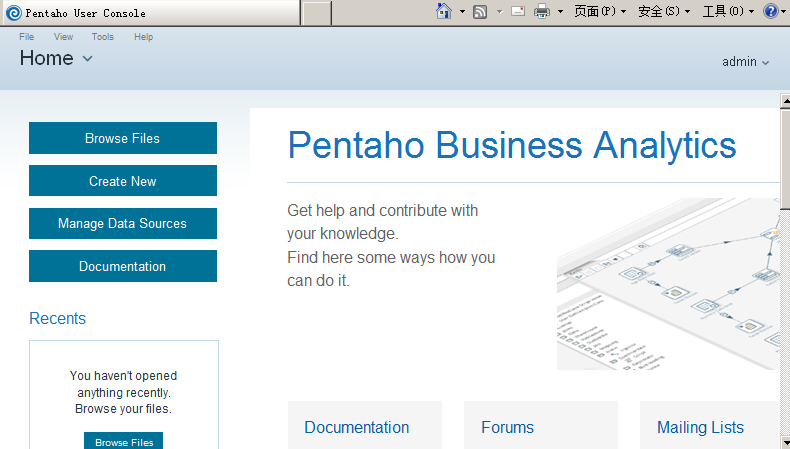 Pentaho User Console
页面(P)
安全(S)
工具(O)
File
View
Tools
Help
Home
admin
Browse Files
Create New
Manage Data Sources
Documentation
Recents
You haven't opened
anything recently.
Browse your files.
Browse Files
Pentaho Business Analytics
Get help and contribute with
your knowledge.
Find here some ways how you
can do it.
Documentation
Forums
Mailing Lists